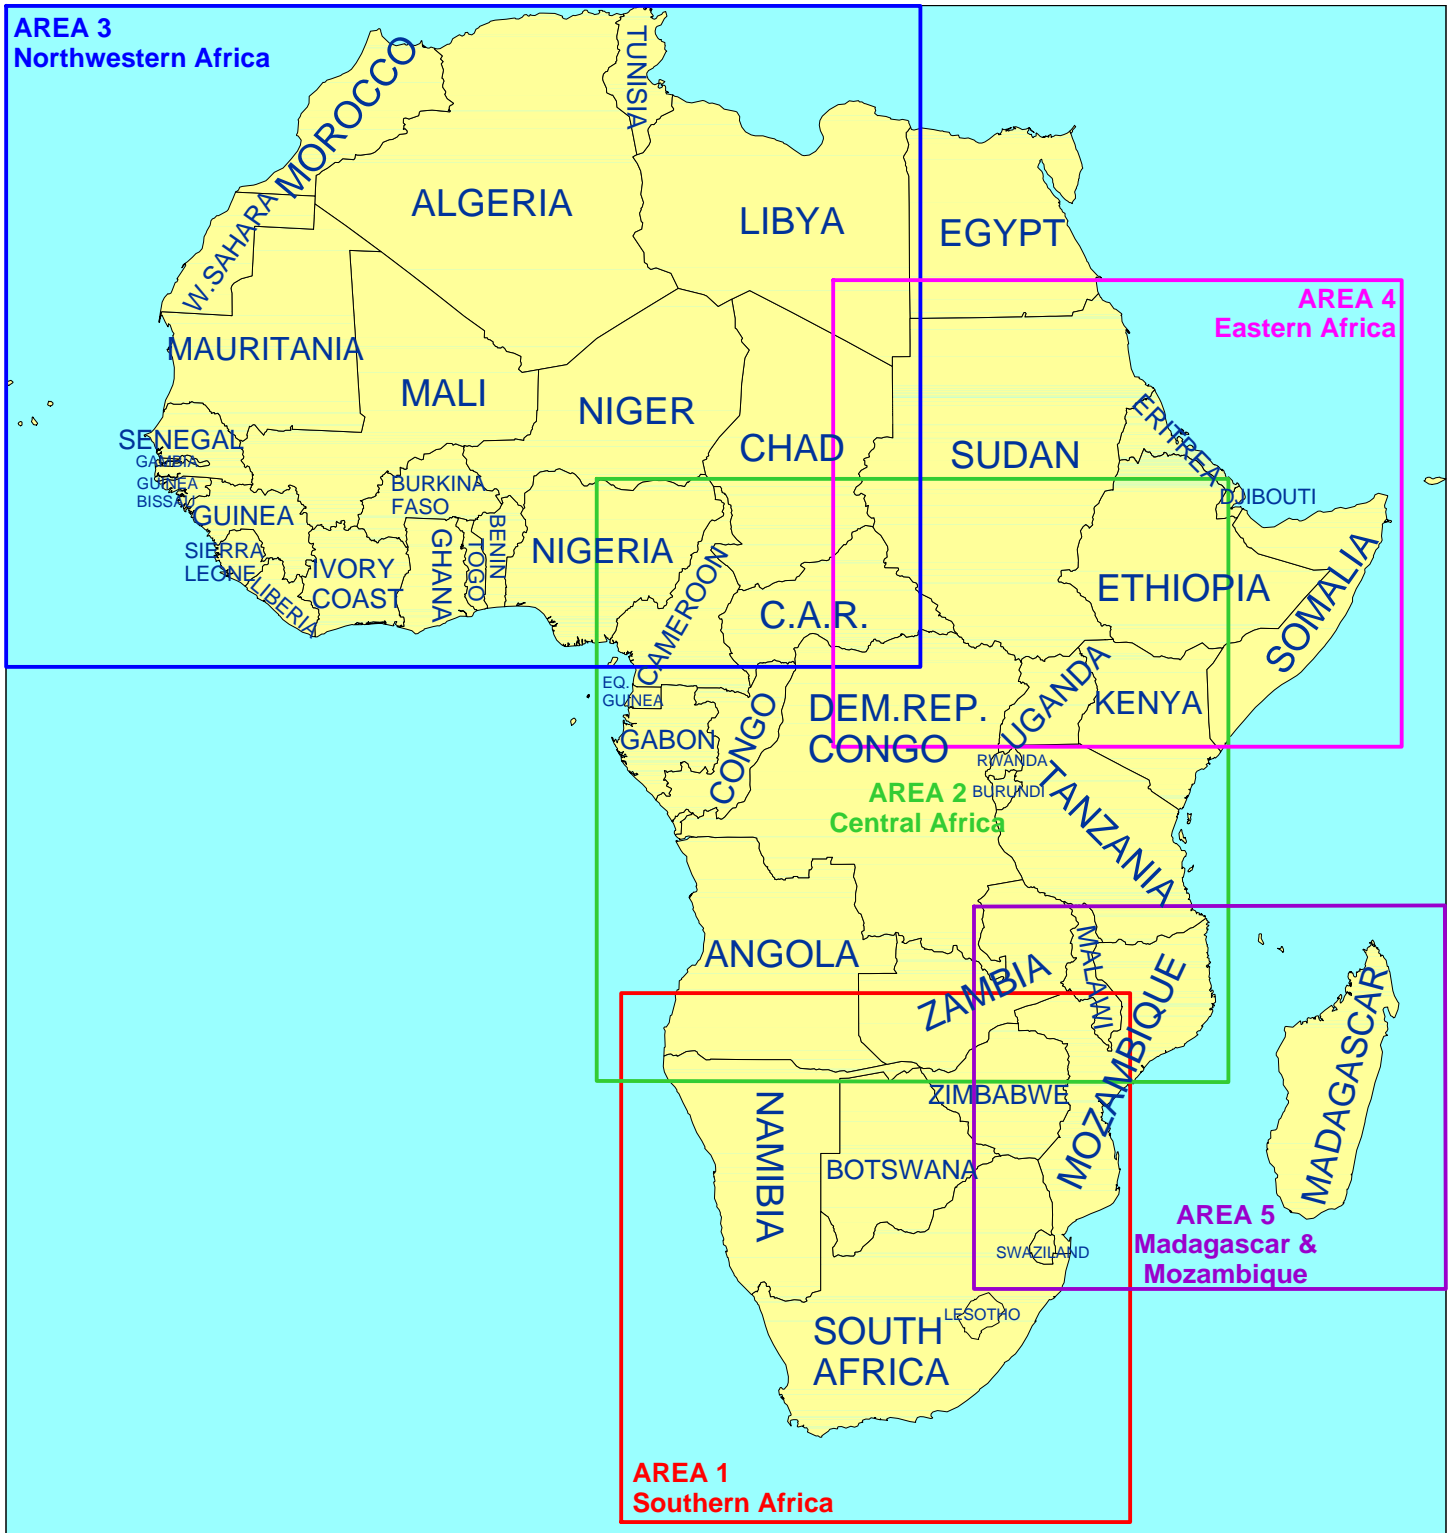 AREA 3
Northwestern Africa
TUNISIA
MOROCCO
ALGERIA
LIBYA
EGYPT
W.SAHARA
AREA 4
Eastern Africa
MAURITANIA
MALI
NIGER
CHAD
SUDAN
ERITREA
SENEGAL
GAMBIA
GUINEA
BISSAU
BURKINA
FASO
DJIBOUTI
GUINEA
SIERRA
LEONE
LIBERIA
IVORY
COAST
GHANA
TOGO
BENIN
NIGERIA
CAMEROON
C.A.R.
ETHIOPIA
SOMALIA
EQ.
GUINEA
GABON
CONGO
DEM.REP.
CONGO
UGANDA
KENYA
RWANDA
BURUNDI
AREA 2
Central Africa
TANZANIA
ANGOLA
ZAMBIA
MALAWI
MOZAMBIQUE
MADAGASCAR
NAMIBIA
ZIMBABWE
BOTSWANA
AREA 5
Madagascar &
Mozambique
SWAZILAND
LESOTHO
SOUTH
AFRICA
AREA 1
Southern Africa